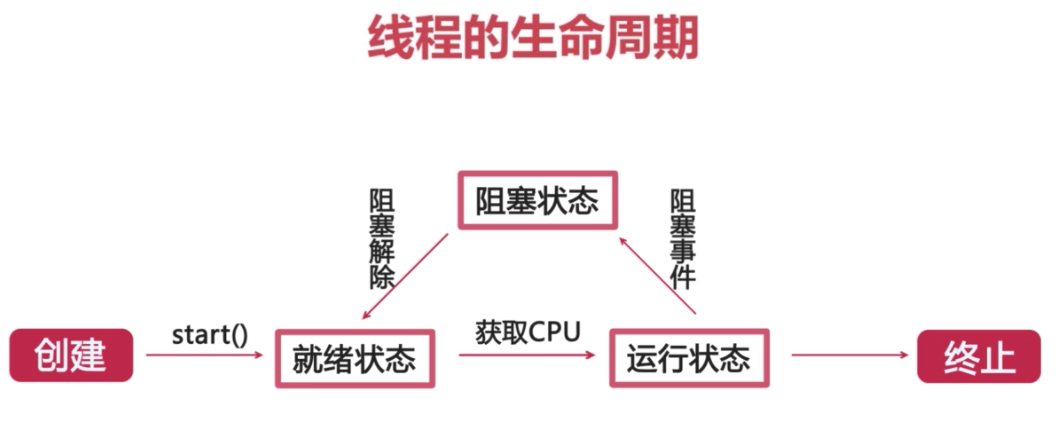 线程的生命周期
阻塞状态
阻塞解除
阻塞事件
创建
start()
就绪状态
获取CPU
运行状态
终止